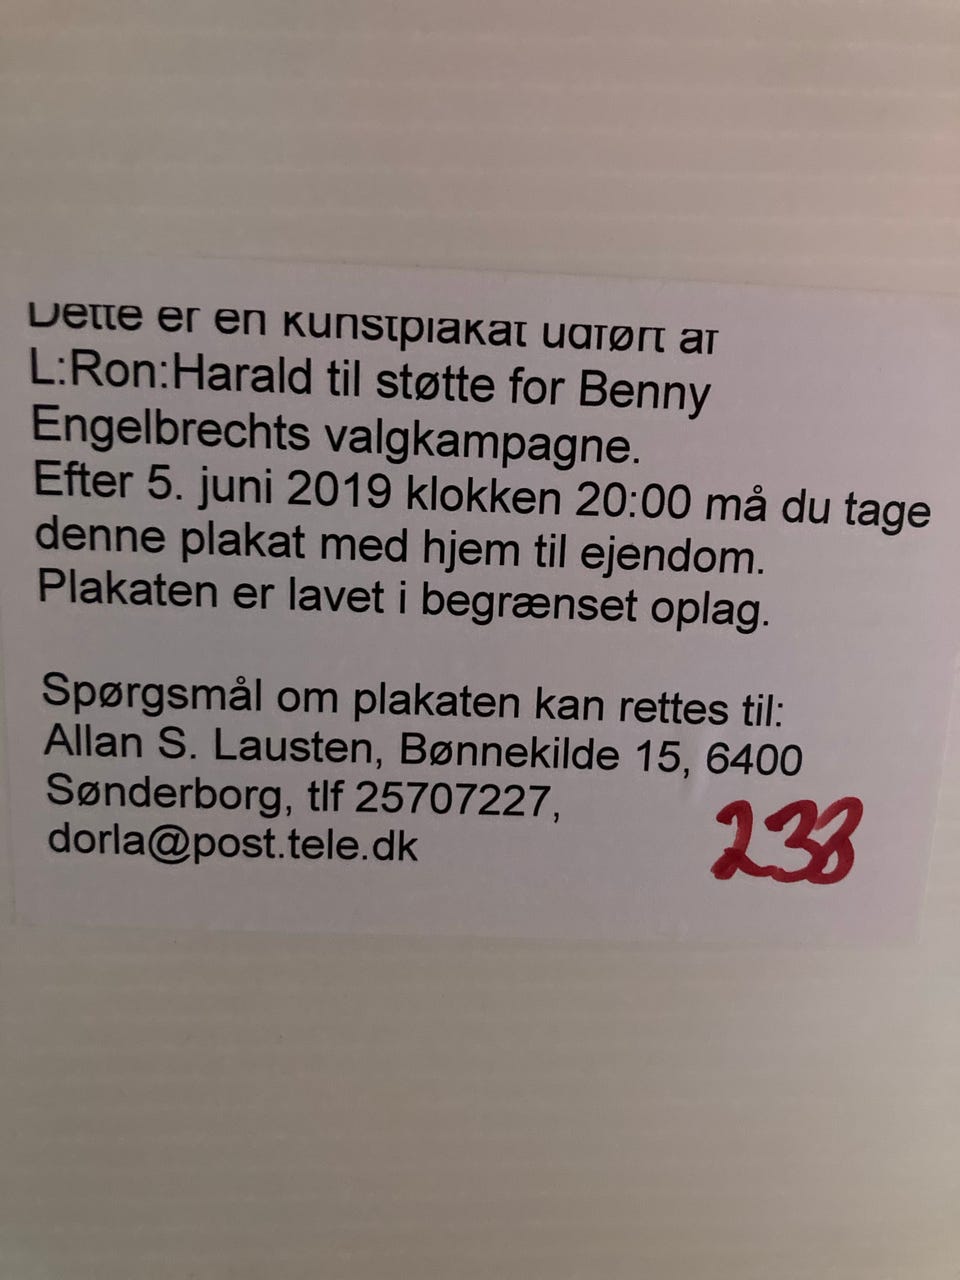 Dette er en kunstplakat udført af
L:Ron:Harald til støtte for Benny
Engelbrechts valgkampagne.
Efter 5. juni 2019 klokken 20:00 må du tage
denne plakat med hjem til ejendom.
Plakaten er lavet i begrænset oplag.
Spørgsmål om plakaten kan rettes til:
Allan S. Lausten, Bønnekilde 15, 6400
Sønderborg, tlf 25707227,
dorla@post.tele.dk
238